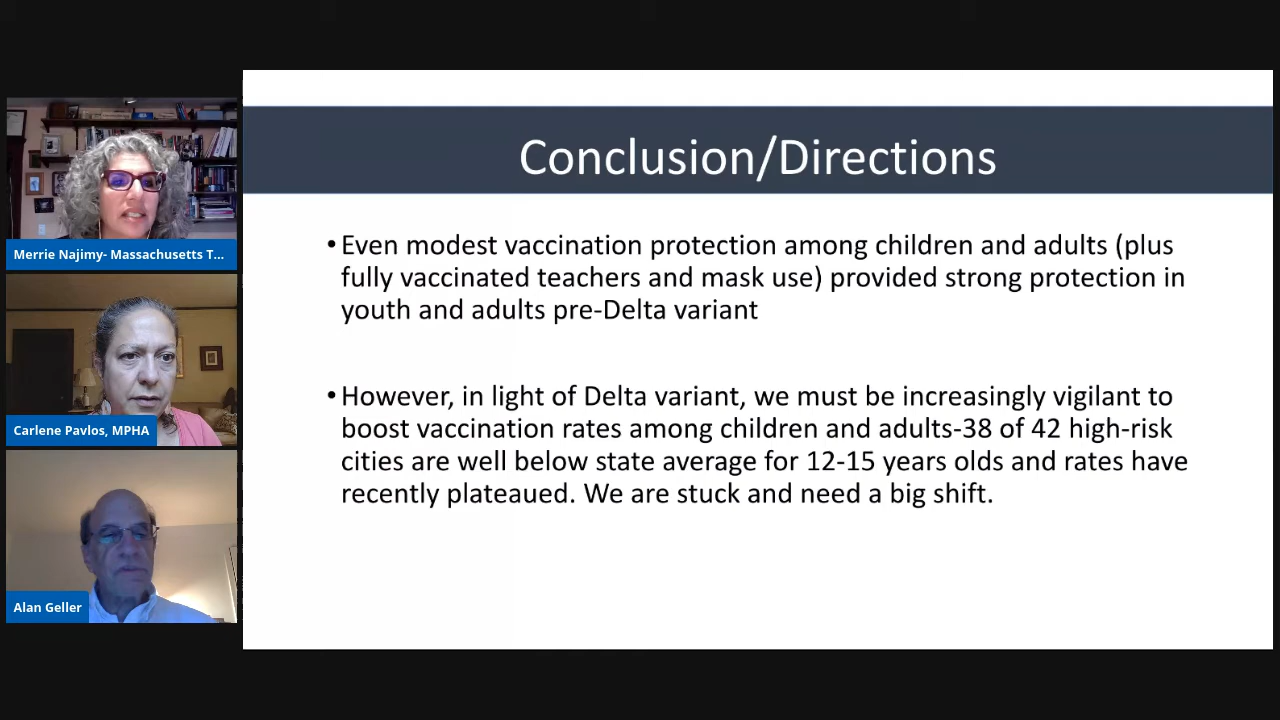 Merrie Najimy- Massachusetts T...
Carlene Pavlos, MPHA
Alan Geller
Conclusion/Directions
•Even modest vaccination protection among children and adults (plus
fully vaccinated teachers and mask use) provided strong protection in
youth and adults pre-Delta variant
•However, in light of Delta variant, we must be increasingly vigilant to
boost vaccination rates among children and adults-38 of 42 high-risk
cities are well below state average for 12-15 years olds and rates have
recently plateaued. We are stuck and need a big shift.